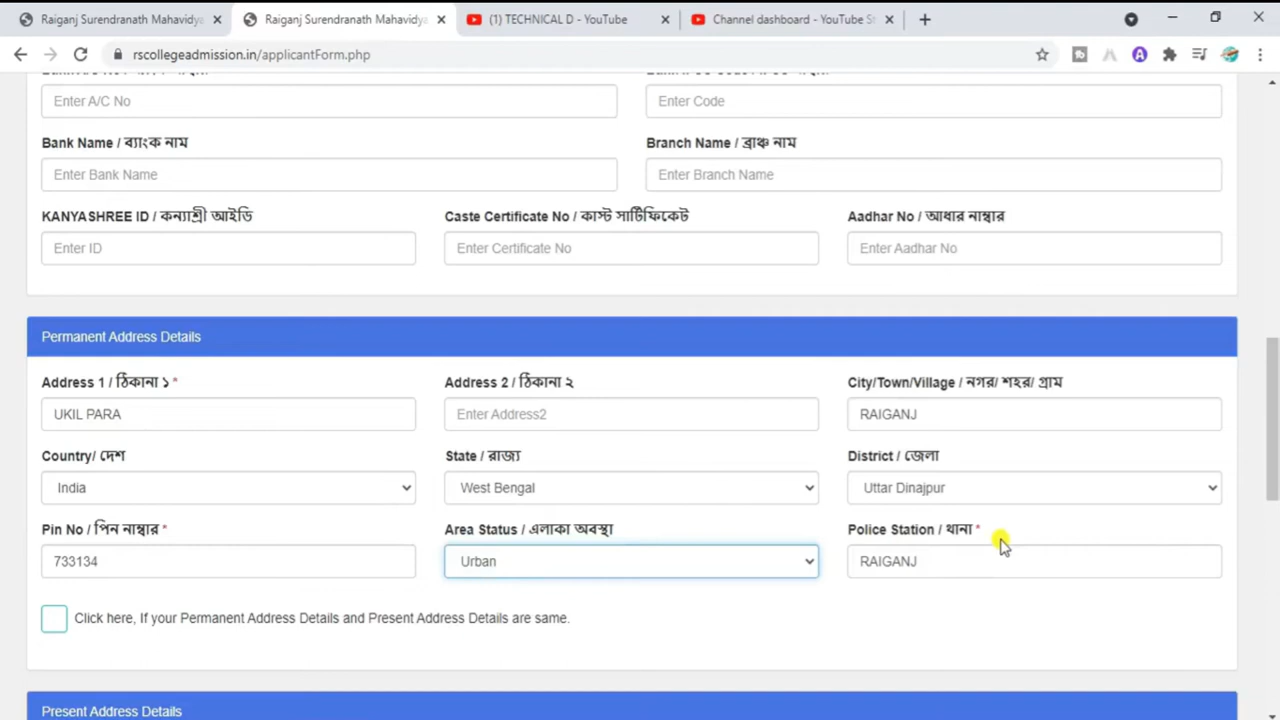 Raiganj Surendranath Mahavidya
Raiganj Surendranath Mahavidya
(1) TECHNICAL D - YouTube
Channel dashboard - YouTube St
rscollegeadmission.in/applicantForm.php
Enter A/C No
Enter Code
Bank Name / ব্যাংক নাম
Branch Name / ব্রাঞ্চ নাম
Enter Bank Name
Enter Branch Name
KANYASHREE ID / কন্যাশ্রী আইডি
Caste Certificate No / কাস্ট সার্টিফিকেট
Aadhar No / আধার নাম্বার
Enter ID
Enter Certificate No
Enter Aadhar No
Permanent Address Details
Address 1 / ঠিকানা ১ *
Address 2 / ঠিকানা ২
City/Town/Village / নগর/ শহর/ গ্রাম
UKIL PARA
Enter Address2
RAIGANJ
Country/ দেশ
State / রাজ্য
District / জেলা
India
West Bengal
Uttar Dinajpur
Pin No / পিন নাম্বার *
Area Status / এলাকা অবস্থা
Police Station / থানা *
733134
Urban
RAIGANJ
Click here, If your Permanent Address Details and Present Address Details are same.
Present Address Details